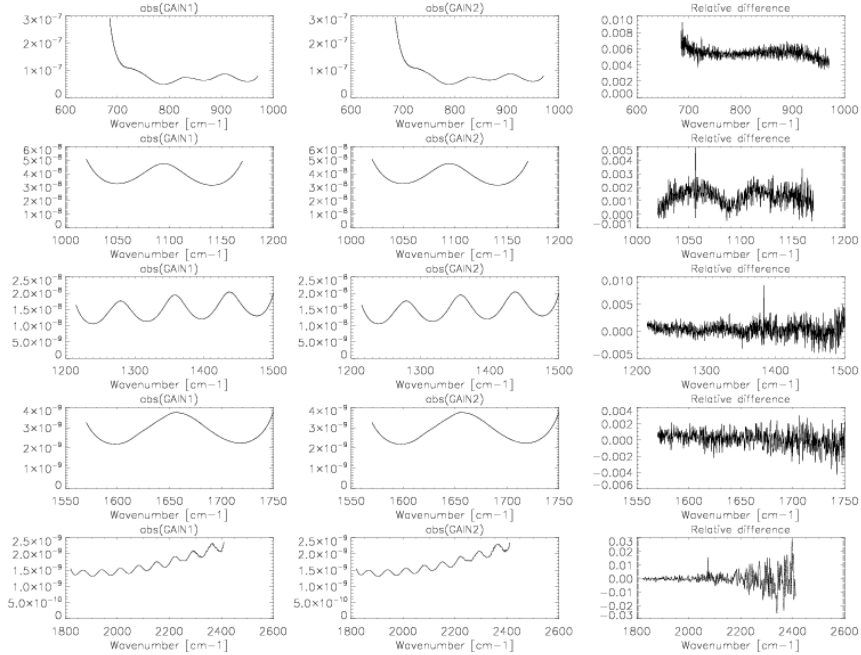 abs(GAIN1) abs(GAIN2) Relative difference
3×10⁻⁷ 3×10⁻⁷ 0.010
2×10⁻⁷ 2×10⁻⁷ 0.008
0.006
1×10⁻⁷ 1×10⁻⁷ 0.004
0.002
0 0 0.000
600 700 800 900 1000 600 700 800 900 1000 600 700 800 900 1000
Wavenumber [cm-1] Wavenumber [cm-1] Wavenumber [cm-1]
abs(GAIN1) abs(GAIN2) Relative difference
6×10⁻⁸ 6×10⁻⁸ 0.005
5×10⁻⁸ 5×10⁻⁸ 0.004
4×10⁻⁸ 4×10⁻⁸ 0.003
3×10⁻⁸ 3×10⁻⁸ 0.002
2×10⁻⁸ 2×10⁻⁸ 0.001
1×10⁻⁸ 1×10⁻⁸ 0.000
0 0 -0.001
1000 1050 1100 1150 1200 1000 1050 1100 1150 1200 1000 1050 1100 1150 1200
Wavenumber [cm-1] Wavenumber [cm-1] Wavenumber [cm-1]
abs(GAIN1) abs(GAIN2) Relative difference
2.5×10⁻⁸ 2.5×10⁻⁸ 0.010
2.0×10⁻⁸ 2.0×10⁻⁸
1.5×10⁻⁸ 1.5×10⁻⁸ 0.005
1.0×10⁻⁸ 1.0×10⁻⁸ 0.000
5.0×10⁻⁹ 5.0×10⁻⁹
0 0 -0.005
1200 1300 1400 1500 1200 1300 1400 1500 1200 1300 1400 1500
Wavenumber [cm-1] Wavenumber [cm-1] Wavenumber [cm-1]
abs(GAIN1) abs(GAIN2) Relative difference
4×10⁻⁹ 4×10⁻⁹ 0.004
3×10⁻⁹ 3×10⁻⁹ 0.002
2×10⁻⁹ 2×10⁻⁹ 0.000
-0.002
1×10⁻⁹ 1×10⁻⁹ -0.004
0 0 -0.006
1550 1600 1650 1700 1750 1550 1600 1650 1700 1750 1550 1600 1650 1700 1750
Wavenumber [cm-1] Wavenumber [cm-1] Wavenumber [cm-1]
abs(GAIN1) abs(GAIN2) Relative difference
2.5×10⁻⁹ 2.5×10⁻⁹ 0.03
2.0×10⁻⁹ 2.0×10⁻⁹ 0.02
1.5×10⁻⁹ 1.5×10⁻⁹ 0.01
1.0×10⁻⁹ 1.0×10⁻⁹ 0.00
-0.01
5.0×10⁻¹⁰ 5.0×10⁻¹⁰ -0.02
0 0 -0.03
1800 2000 2200 2400 2600 1800 2000 2200 2400 2600 1800 2000 2200 2400 2600
Wavenumber [cm-1] Wavenumber [cm-1] Wavenumber [cm-1]